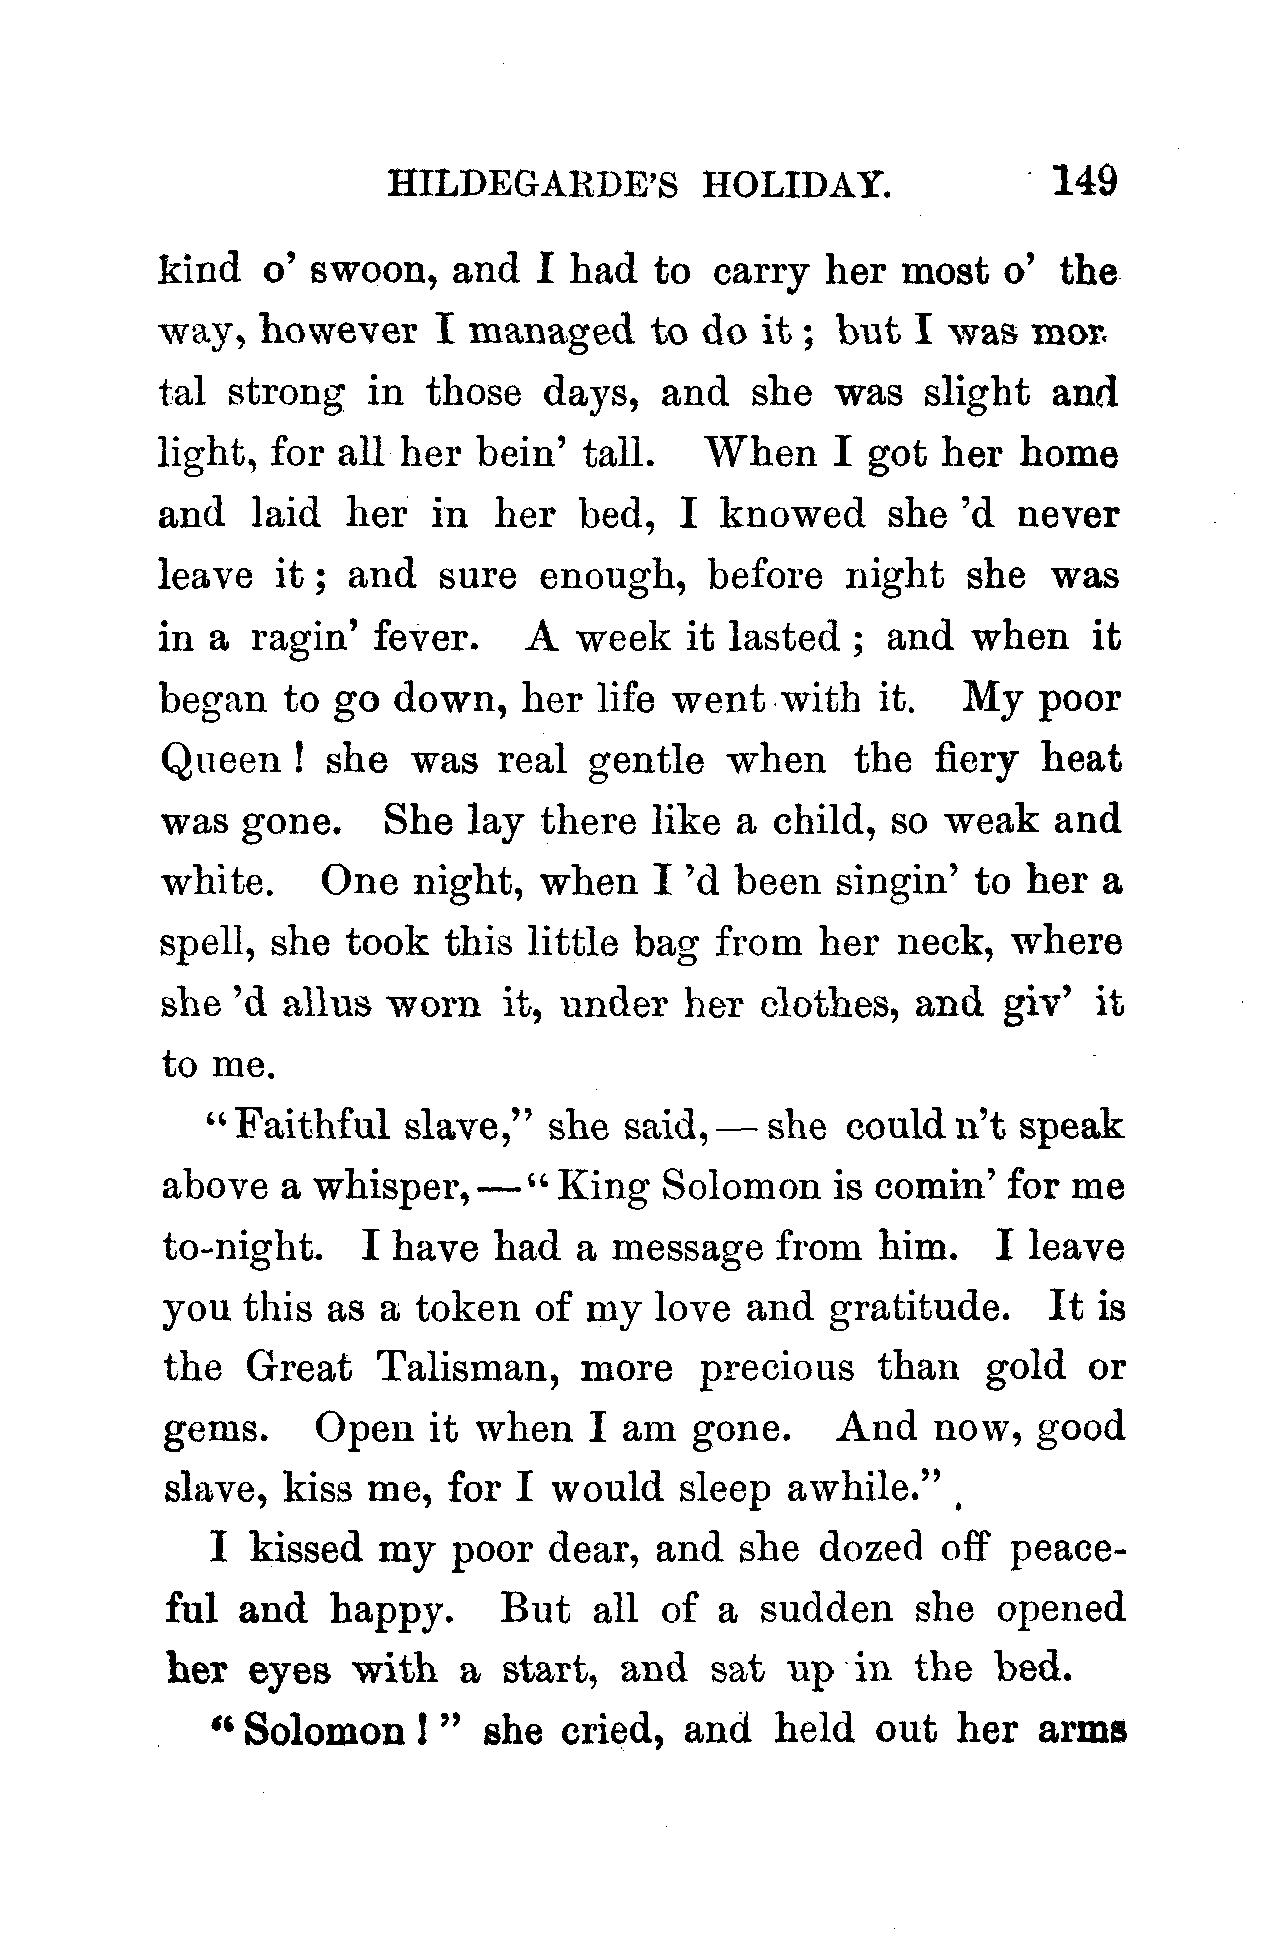 HILDEGARDE'S HOLIDAY. 149
kind o' swoon, and I had to carry her most o' the
way, however I managed to do it; but I was mor-
tal strong in those days, and she was slight and
light, for all her bein' tall. When I got her home
and laid her in her bed, I knowed she 'd never
leave it; and sure enough, before night she was
in a ragin' fever. A week it lasted; and when it
began to go down, her life went with it. My poor
Queen! she was real gentle when the fiery heat
was gone. She lay there like a child, so weak and
white. One night, when I 'd been singin' to her a
spell, she took this little bag from her neck, where
she 'd allus worn it, under her clothes, and giv' it
to me.
"Faithful slave," she said,—she could n't speak
above a whisper,—"King Solomon is comin' for me
to-night. I have had a message from him. I leave
you this as a token of my love and gratitude. It is
the Great Talisman, more precious than gold or
gems. Open it when I am gone. And now, good
slave, kiss me, for I would sleep awhile."
I kissed my poor dear, and she dozed off peace-
ful and happy. But all of a sudden she opened
her eyes with a start, and sat up in the bed.
"Solomon!" she cried, and held out her arms